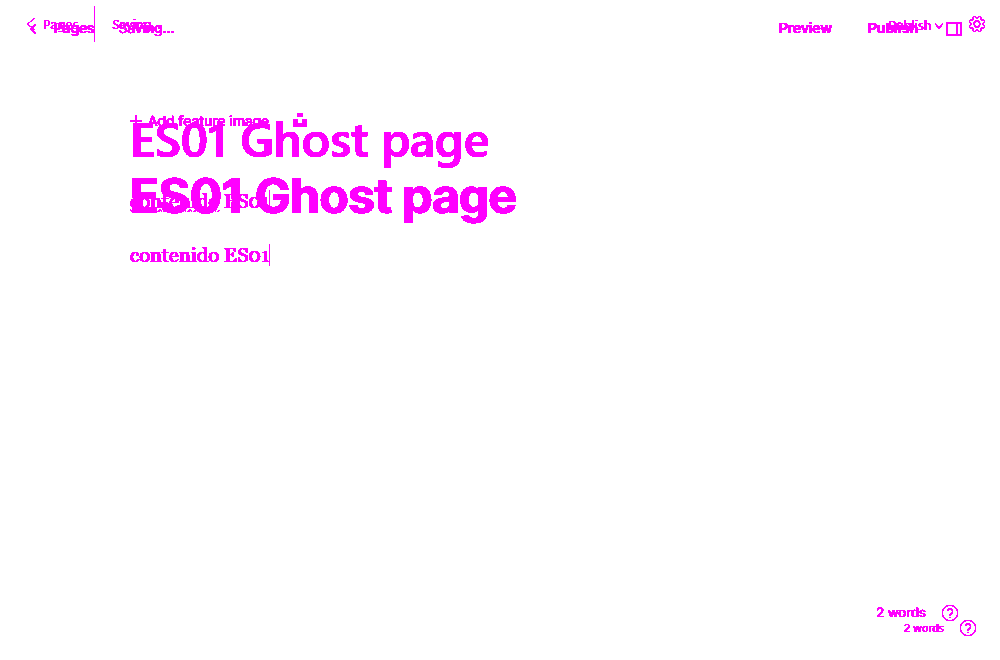 Pages Saving
Pages Saving... Preview Publish Publish
+ Add feature image
ES01 Ghost page
ES01 Ghost page
contenido ES01
contenido ES01
2 words
2 words